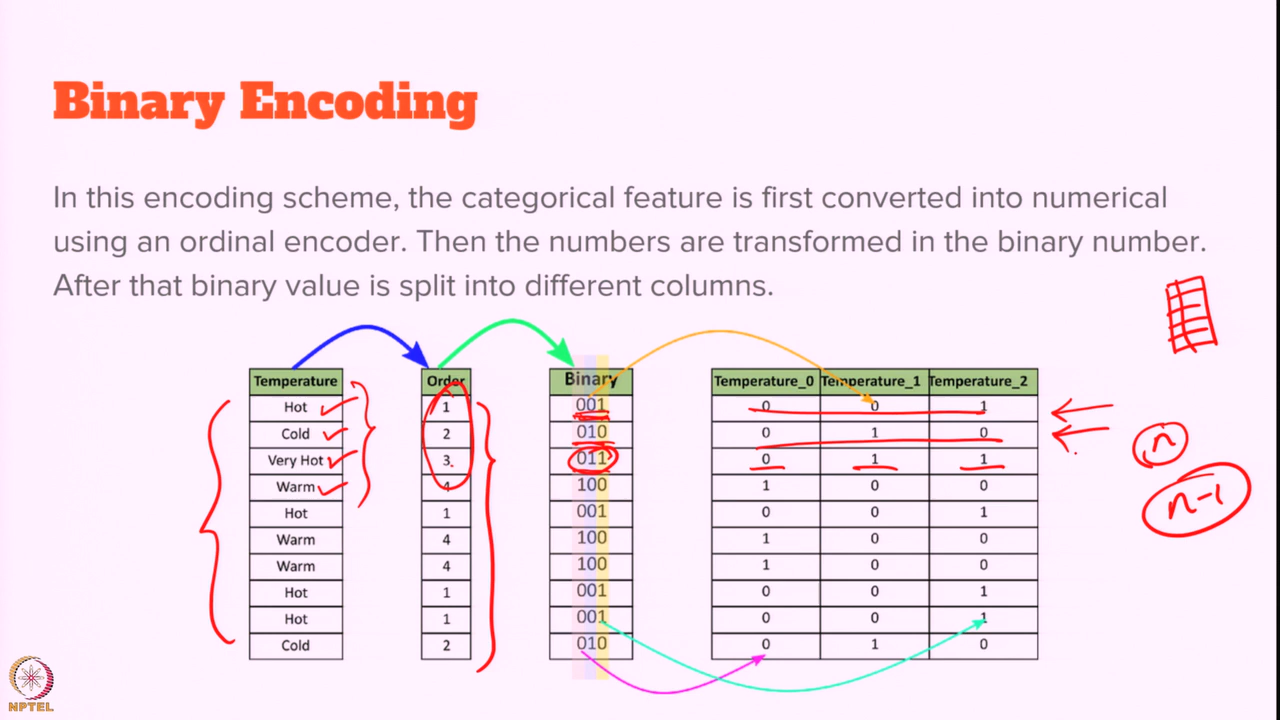 Binary Encoding
In this encoding scheme, the categorical feature is first converted into numerical
using an ordinal encoder. Then the numbers are transformed in the binary number.
After that binary value is split into different columns.
Temperature Order Binary Temperature_0 Temperature_1 Temperature_2
Hot 1 001 0 0 1
Cold 2 010 0 1 0
Very Hot 3 011 0 1 1
Warm 4 100 1 0 0
Hot 1 001 0 0 1
Warm 4 100 1 0 0
Warm 4 100 1 0 0
Hot 1 001 0 0 1
Hot 1 001 0 0 1
Cold 2 010 0 1 0
n
n-1
NPTEL